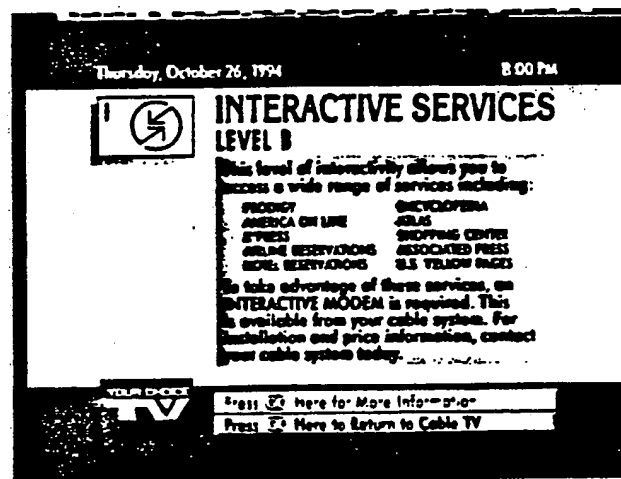 Thursday, October 26, 1994 8:00 PM
INTERACTIVE SERVICES
LEVEL B
This level of interactivity allows you to
access a wide range of services including:
PRODIGY ENCYCLOPEDIA
AMERICA ON LINE ATLAS
X*PRESS SHOPPING CENTER
AIRLINE RESERVATIONS ASSOCIATED PRESS
HOTEL RESERVATIONS U.S. YELLOW PAGES
To take advantage of these services, an
INTERACTIVE MODEM is required. This
is available from your cable system. For
installation and price information, contact
your cable system today.
YOUR CHOICE
TV
Press Here for More Information
Press Here to Return to Cable TV